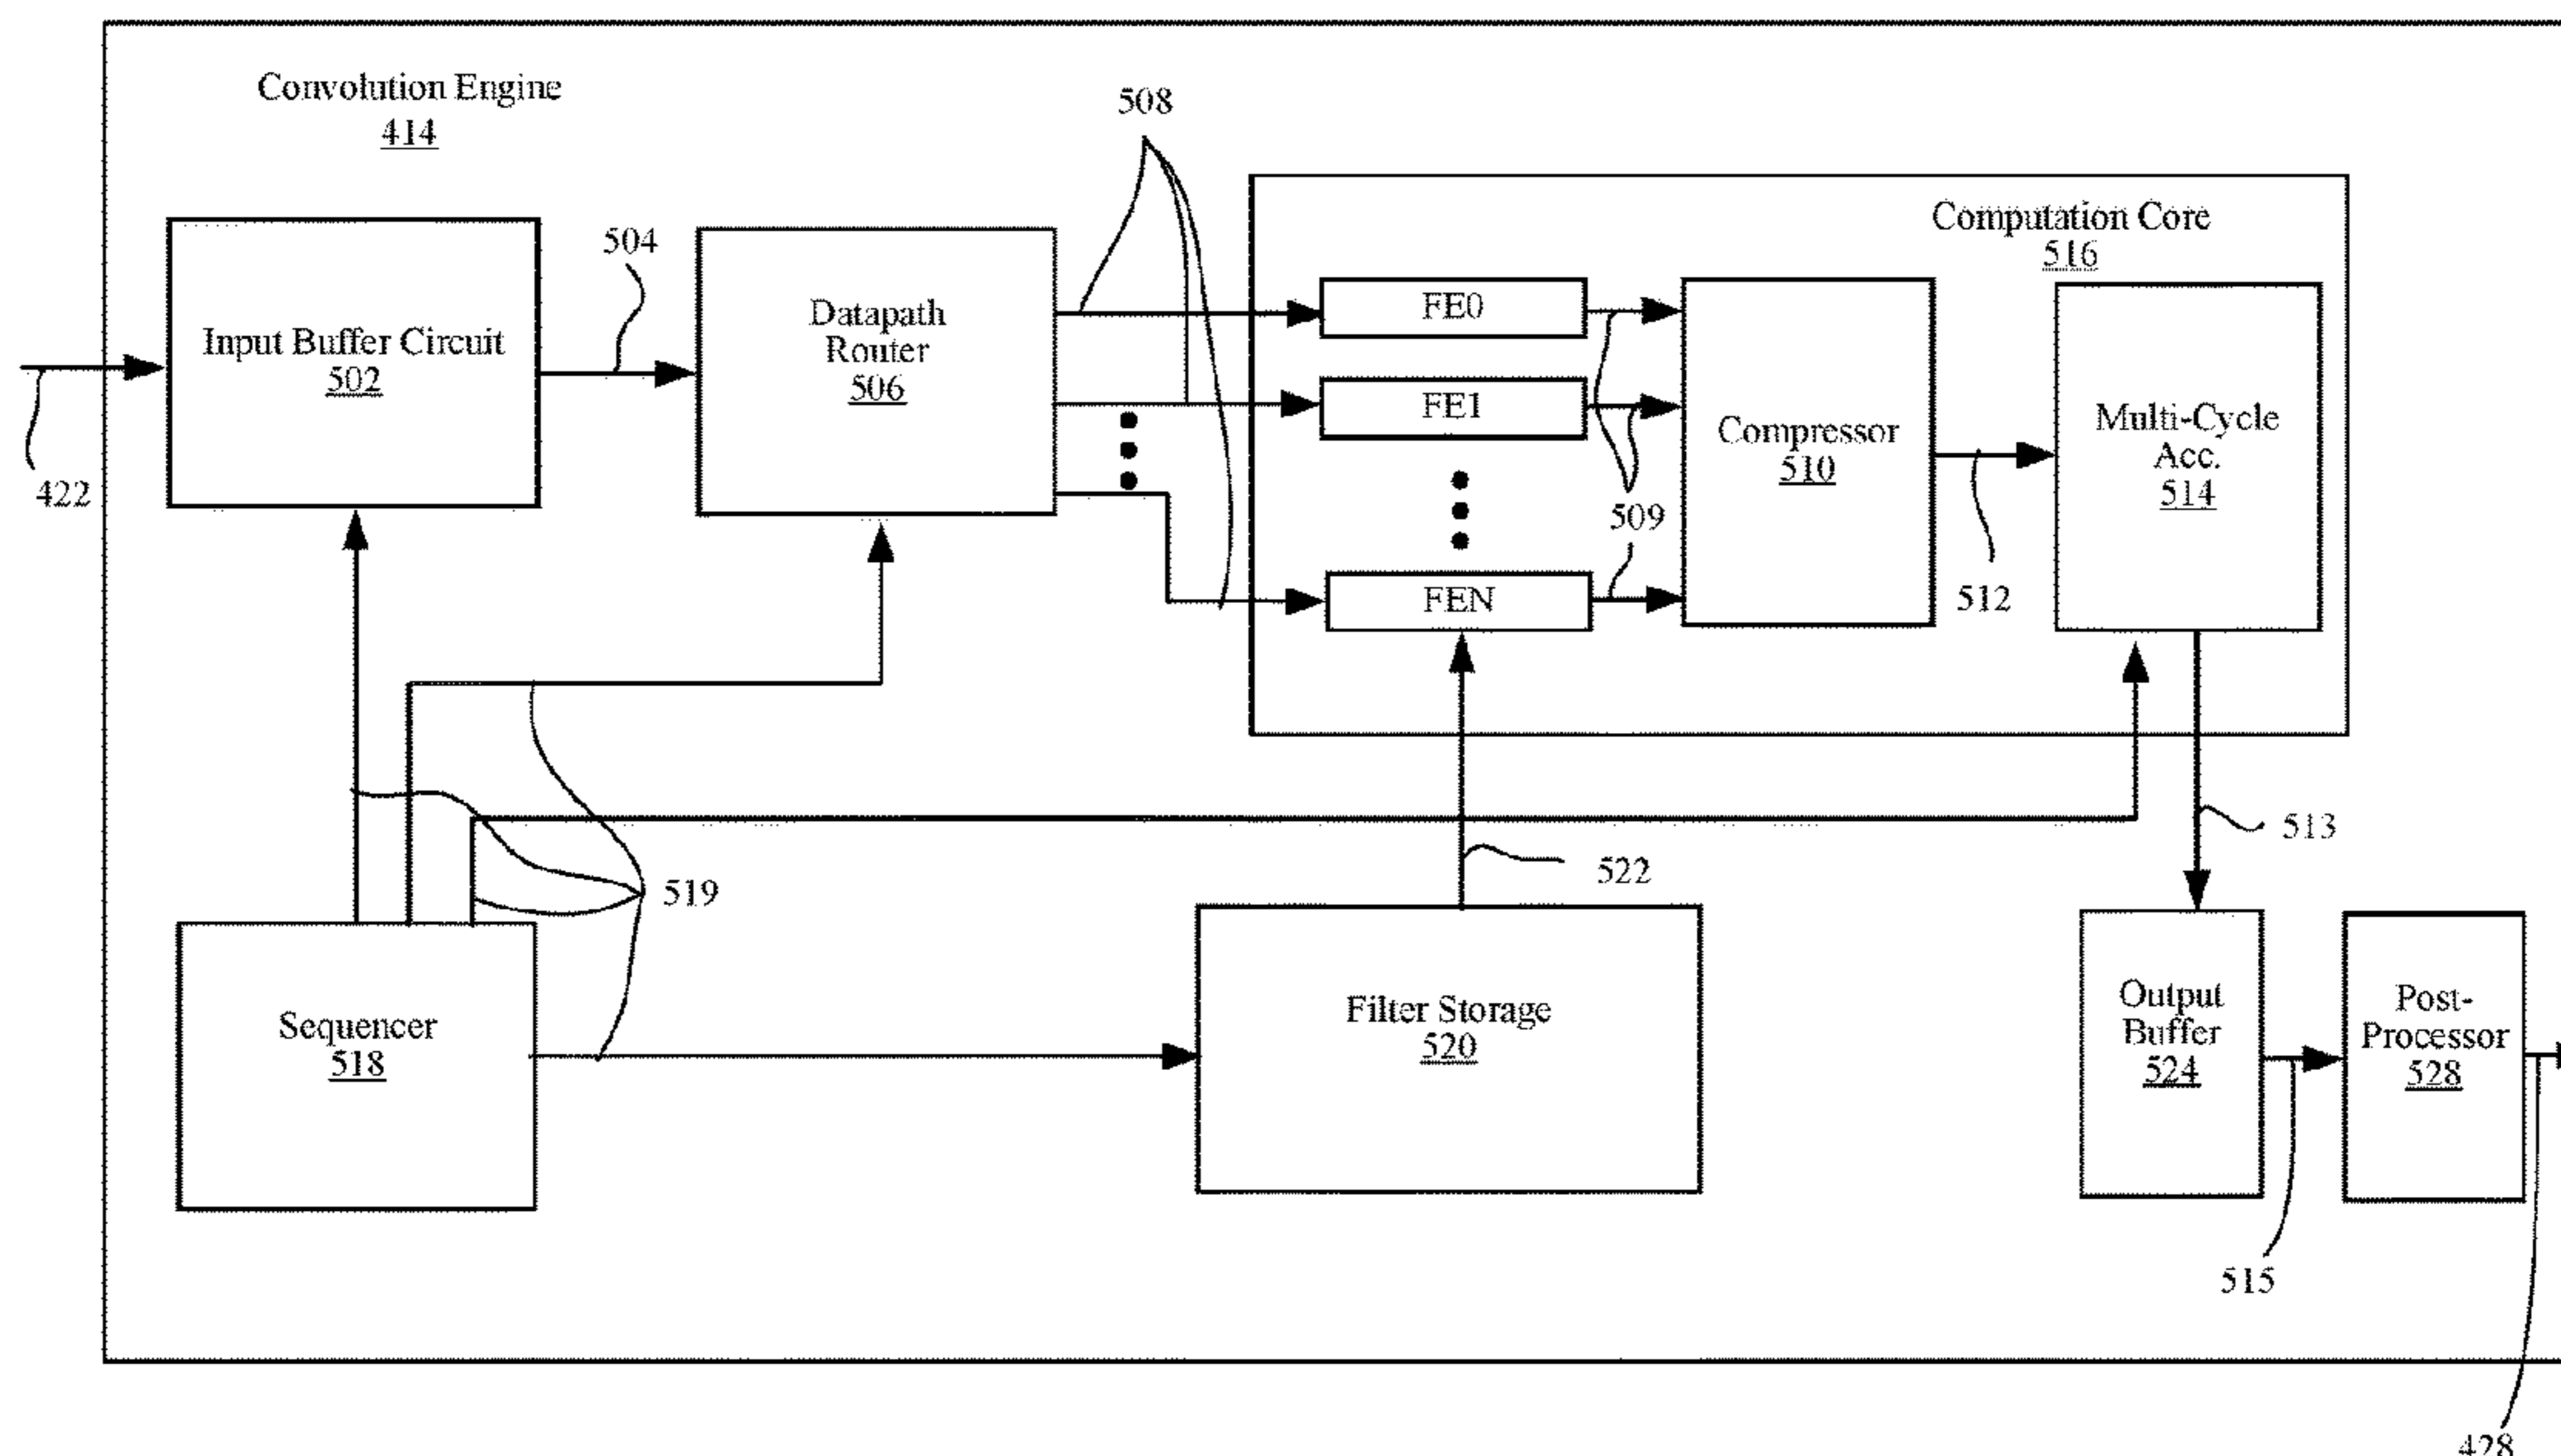 Convolution Engine
414
508
Computation Core
516
504
Input Buffer Circuit
502
Datapath
Router
506
FE0
FE1
FEN
Compressor
510
Multi-Cycle
Acc.
514
422
509
512
513
522
519
Sequencer
518
Filter Storage
520
Output
Buffer
524
Post-
Processor
528
515
428